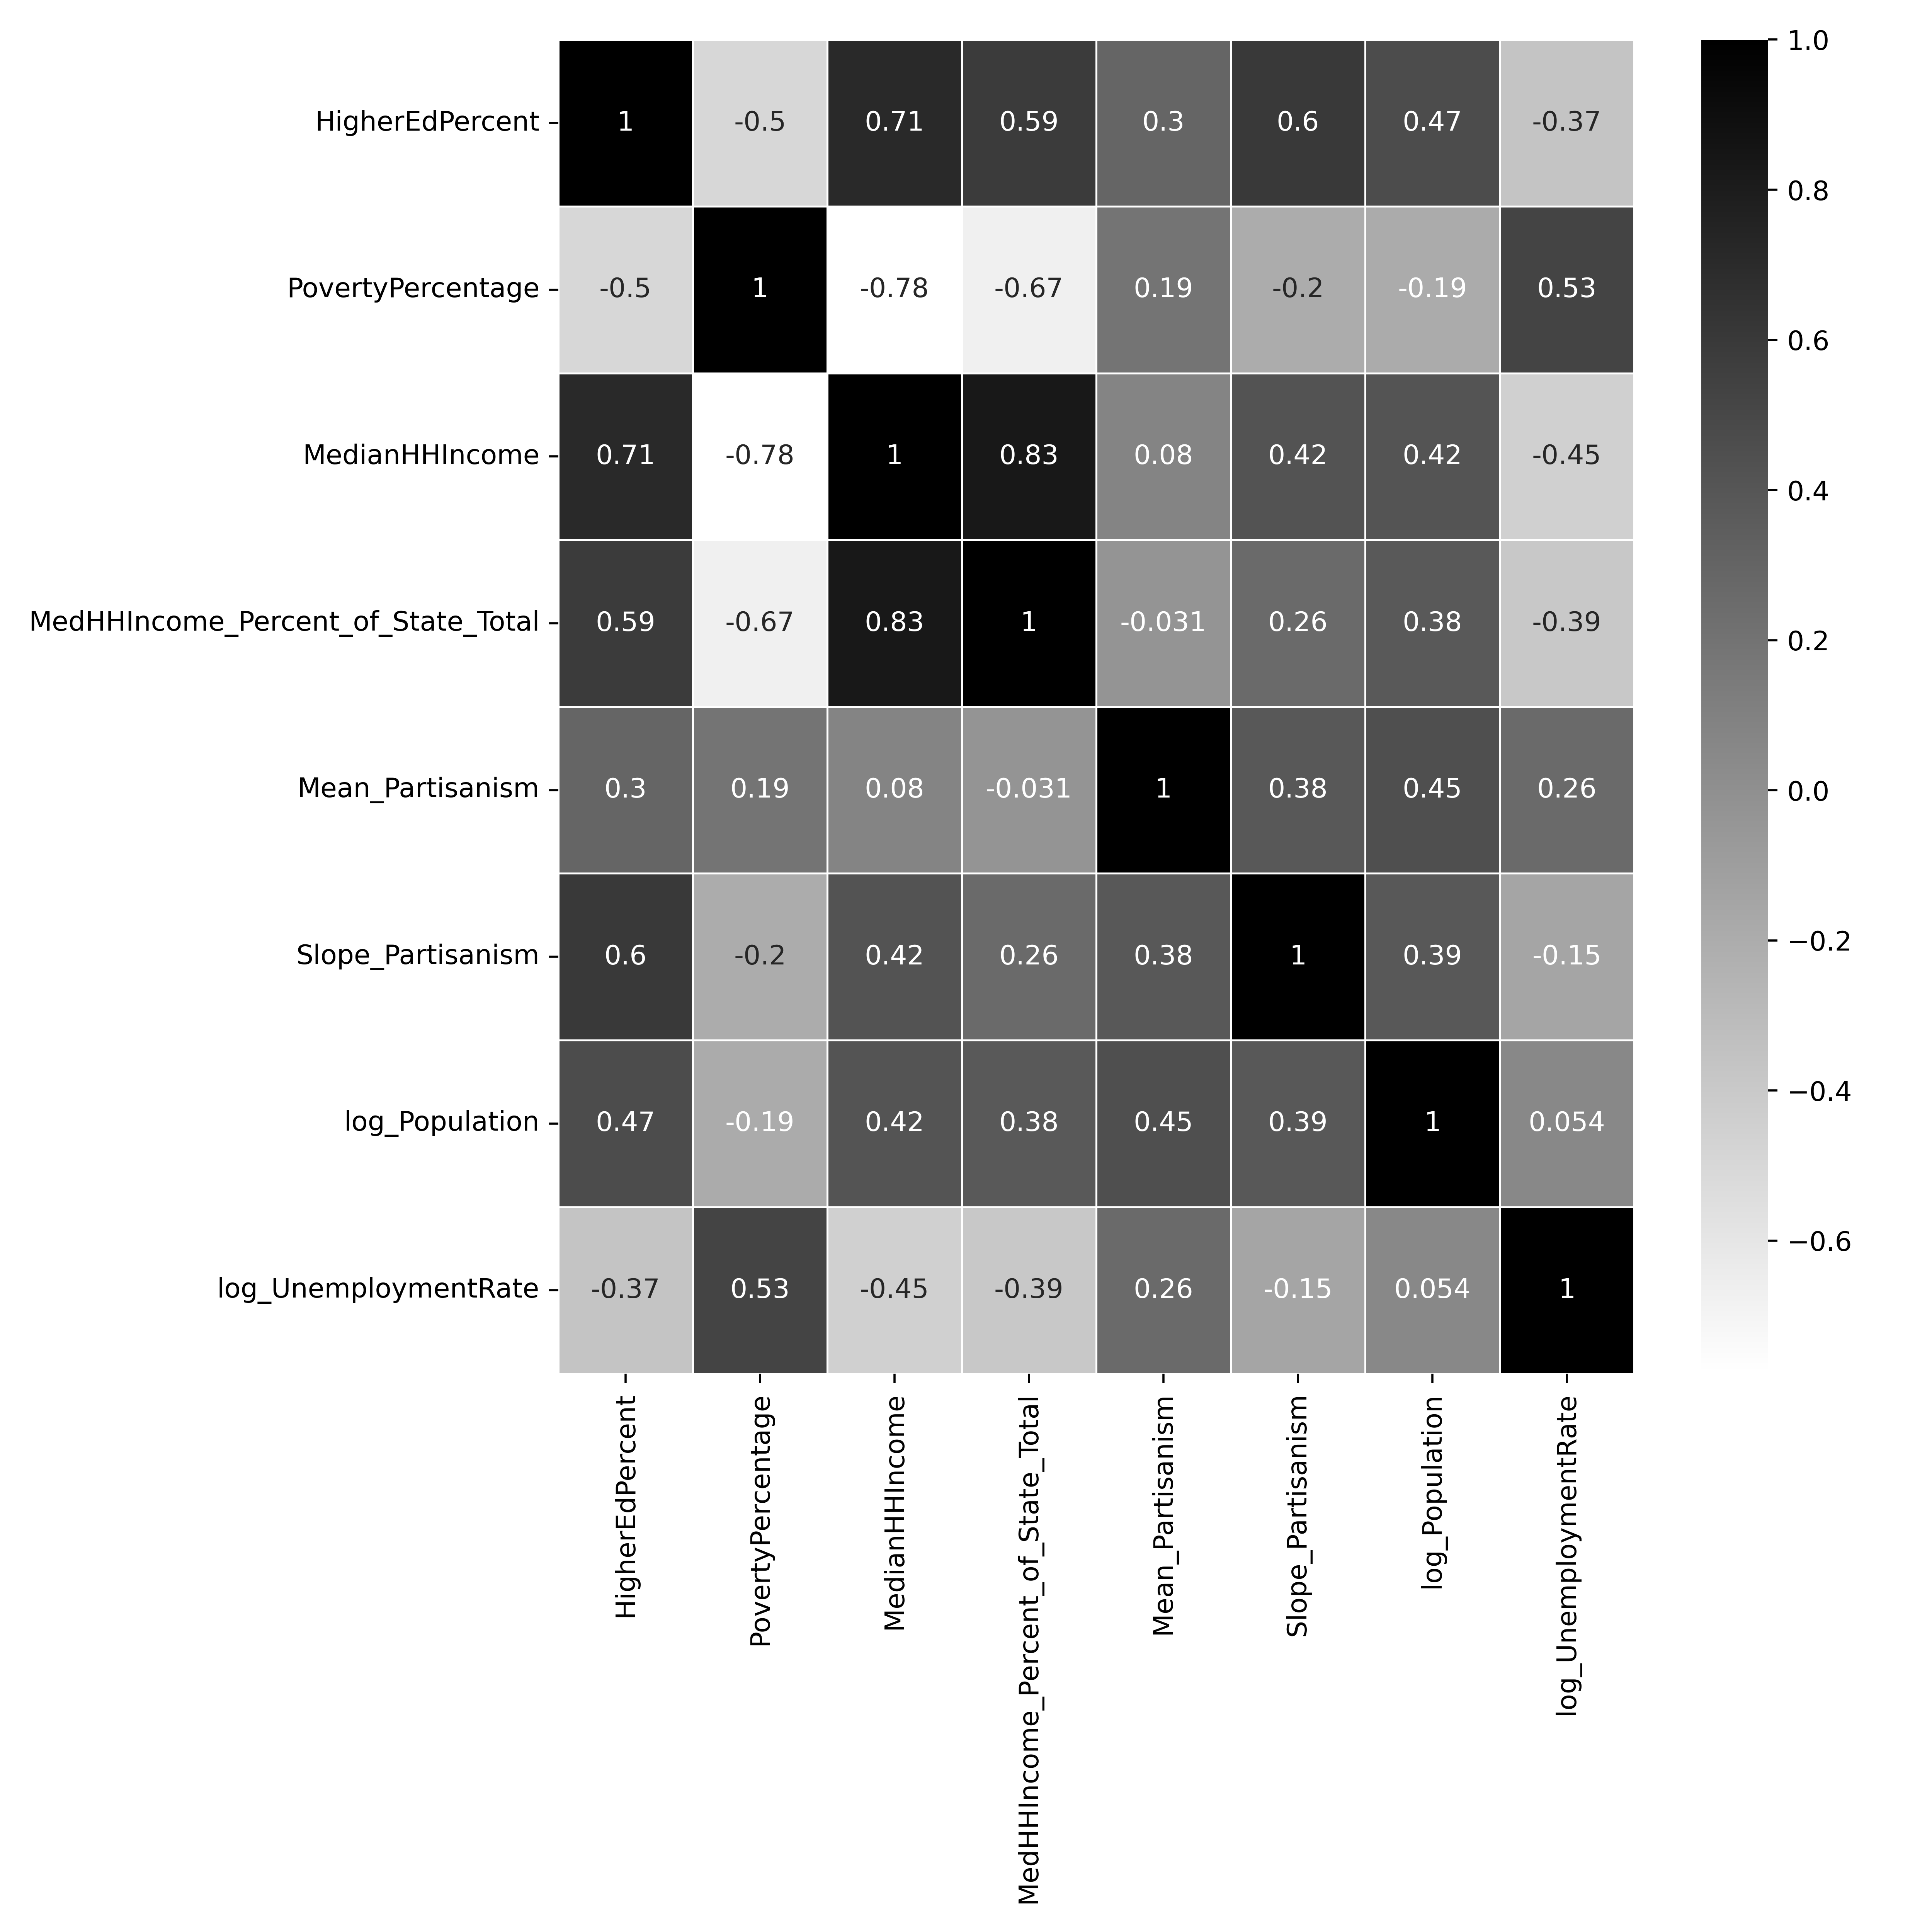 HigherEdPercent 1 -0.5 0.71 0.59 0.3 0.6 0.47 -0.37
PovertyPercentage -0.5 1 -0.78 -0.67 0.19 -0.2 -0.19 0.53
MedianHHIncome 0.71 -0.78 1 0.83 0.08 0.42 0.42 -0.45
MedHHIncome_Percent_of_State_Total 0.59 -0.67 0.83 1 -0.031 0.26 0.38 -0.39
Mean_Partisanism 0.3 0.19 0.08 -0.031 1 0.38 0.45 0.26
Slope_Partisanism 0.6 -0.2 0.42 0.26 0.38 1 0.39 -0.15
log_Population 0.47 -0.19 0.42 0.38 0.45 0.39 1 0.054
log_UnemploymentRate -0.37 0.53 -0.45 -0.39 0.26 -0.15 0.054 1
HigherEdPercent
PovertyPercentage
MedianHHIncome
MedHHIncome_Percent_of_State_Total
Mean_Partisanism
Slope_Partisanism
log_Population
log_UnemploymentRate
1.0
0.8
0.6
0.4
0.2
0.0
−0.2
−0.4
−0.6